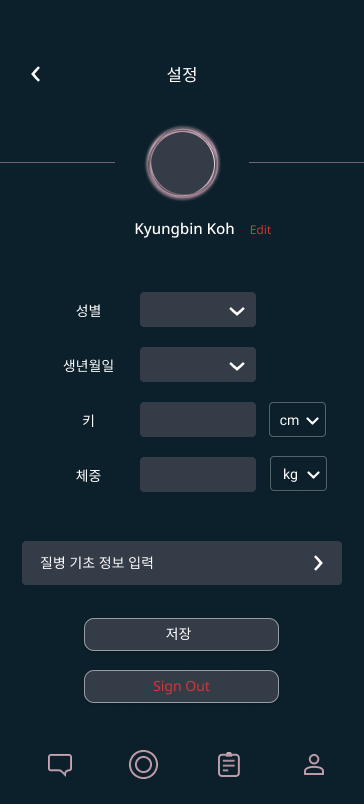 설정
Kyungbin Koh Edit
성별
생년월일
키 cm
체중 kg
질병 기초 정보 입력
저장
Sign Out